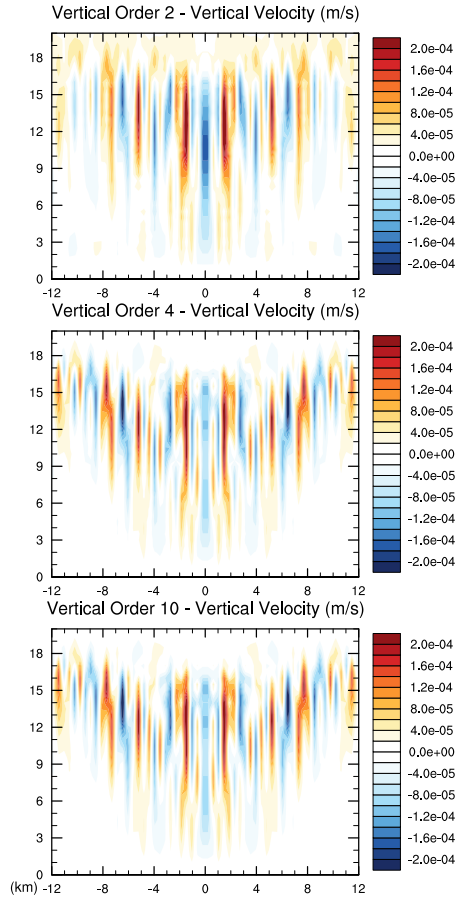 Vertical Order 2 - Vertical Velocity (m/s)
18
15
12
9
6
3
0
-12 -8 -4 0 4 8 12
2.0e-04
1.6e-04
1.2e-04
8.0e-05
4.0e-05
0.0e+00
-4.0e-05
-8.0e-05
-1.2e-04
-1.6e-04
-2.0e-04
Vertical Order 4 - Vertical Velocity (m/s)
18
15
12
9
6
3
0
-12 -8 -4 0 4 8 12
2.0e-04
1.6e-04
1.2e-04
8.0e-05
4.0e-05
0.0e+00
-4.0e-05
-8.0e-05
-1.2e-04
-1.6e-04
-2.0e-04
Vertical Order 10 - Vertical Velocity (m/s)
18
15
12
9
6
3
0
(km) -12 -8 -4 0 4 8 12
2.0e-04
1.6e-04
1.2e-04
8.0e-05
4.0e-05
0.0e+00
-4.0e-05
-8.0e-05
-1.2e-04
-1.6e-04
-2.0e-04